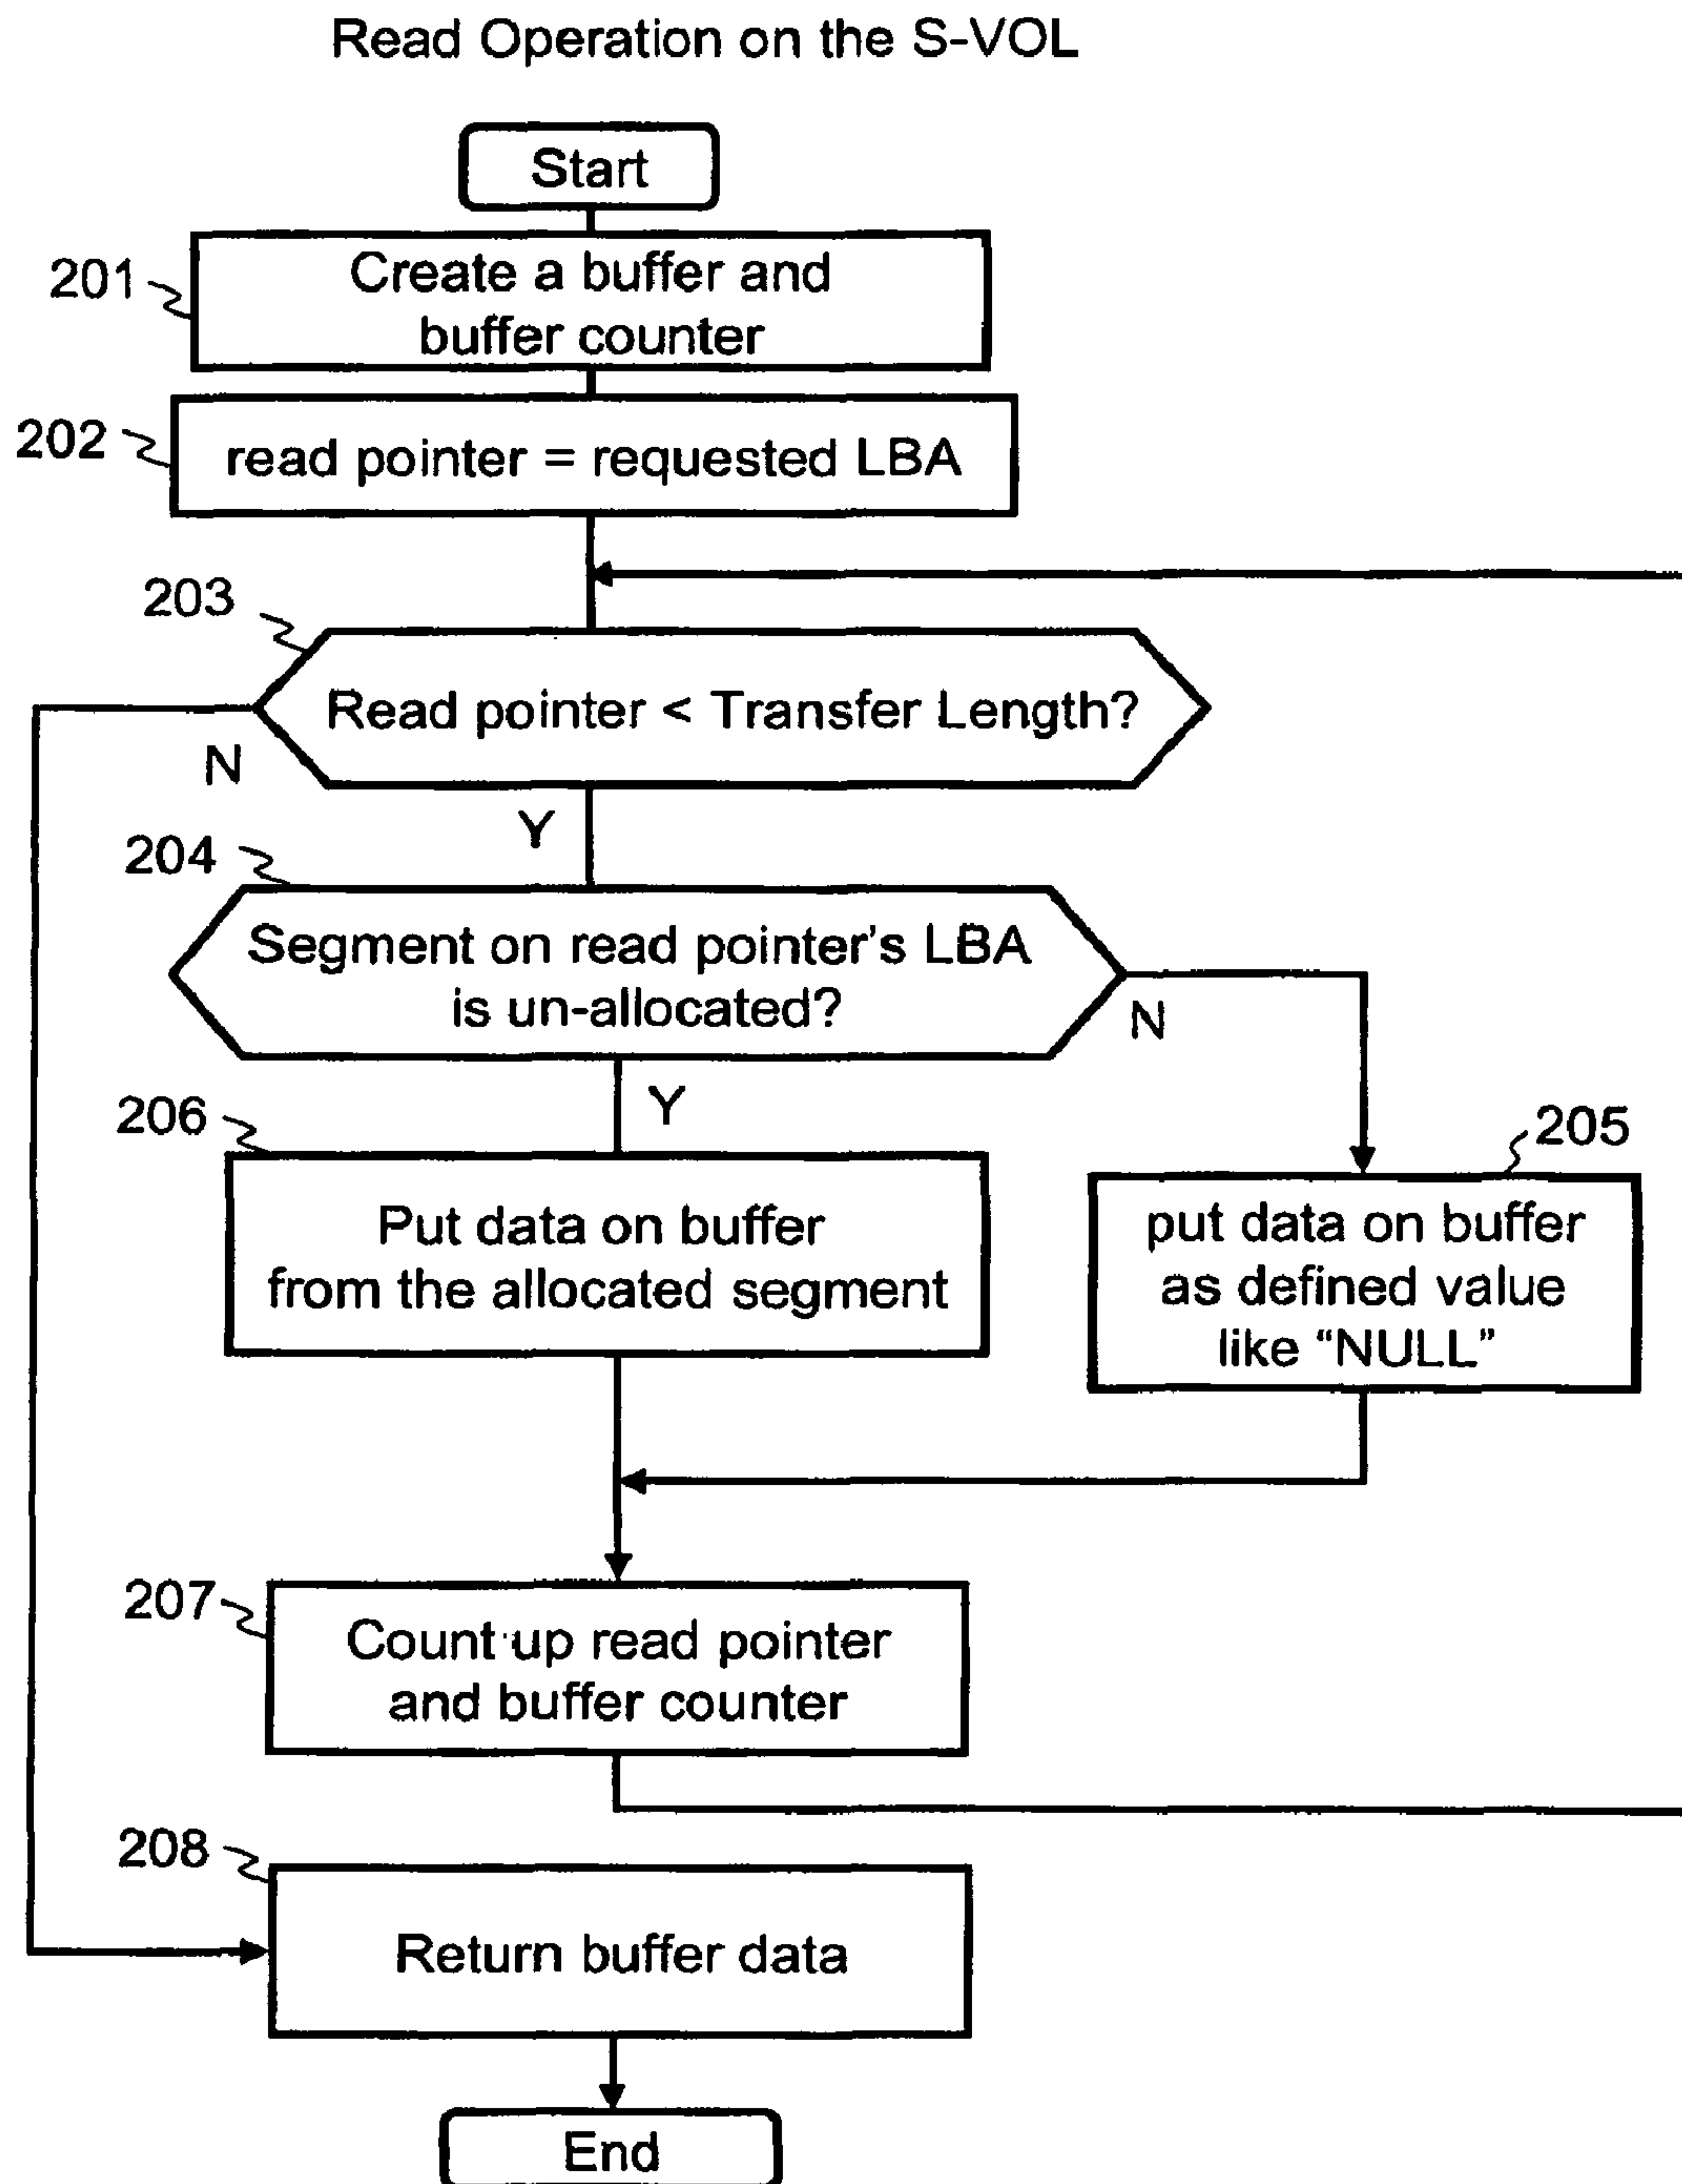 Read Operation on the S-VOL
Start
201
Create a buffer and
buffer counter
202
read pointer = requested LBA
203
Read pointer < Transfer Length?
N
Y
204
Segment on read pointer's LBA
is un-allocated?
N
Y
206
Put data on buffer
from the allocated segment
205
put data on buffer
as defined value
like “NULL”
207
Count up read pointer
and buffer counter
208
Return buffer data
End